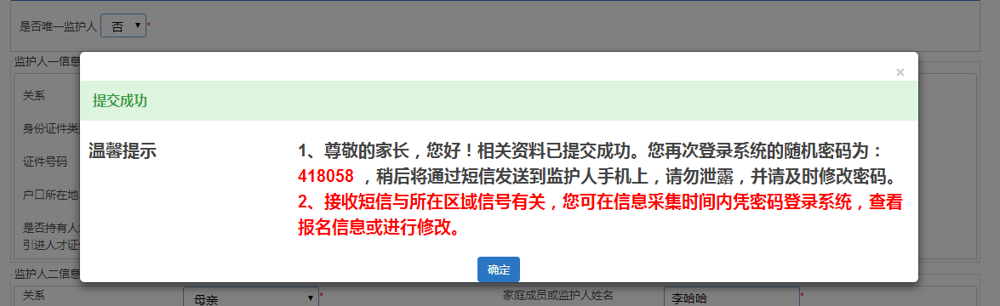 是否唯一监护人 否 *
监护人一信息
×
提交成功
关系
身份证件类
温馨提示
1、尊敬的家长，您好！相关资料已提交成功。您再次登录系统的随机密码为：
418058 ，稍后将通过短信发送到监护人手机上，请勿泄露，并请及时修改密码。
2、接收短信与所在区域信号有关，您可在信息采集时间内凭密码登录系统，查看
报名信息或进行修改。
证件号码
户口所在地
是否持有人
引进人才证
确定
监护人二信息
关系 母亲 * 家庭成员或监护人姓名 李哈哈 *